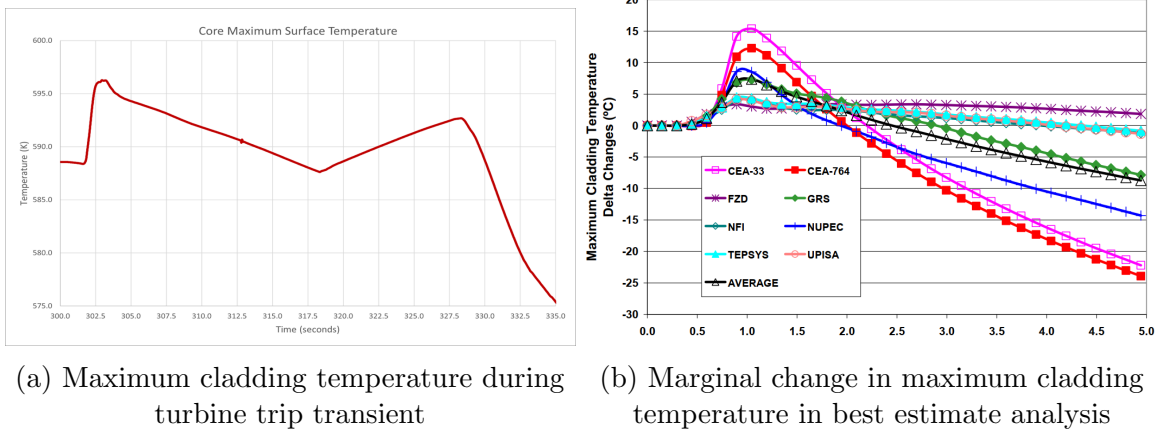 Core Maximum Surface Temperature
600.0
595.0
590.0
585.0
580.0
575.0
Temperature (K)
300.0 302.5 305.0 307.5 310.0 312.5 315.0 317.5 320.0 322.5 325.0 327.5 330.0 332.5 335.0
Time (seconds)
(a) Maximum cladding temperature during
turbine trip transient
20
15
10
5
0
-5
-10
-15
-20
-25
-30
Maximum Cladding Temperature
Delta Changes (°C)
CEA-33 CEA-764
FZD GRS
NFI NUPEC
TEPSYS UPISA
AVERAGE
0.0 0.5 1.0 1.5 2.0 2.5 3.0 3.5 4.0 4.5 5.0
(b) Marginal change in maximum cladding
temperature in best estimate analysis